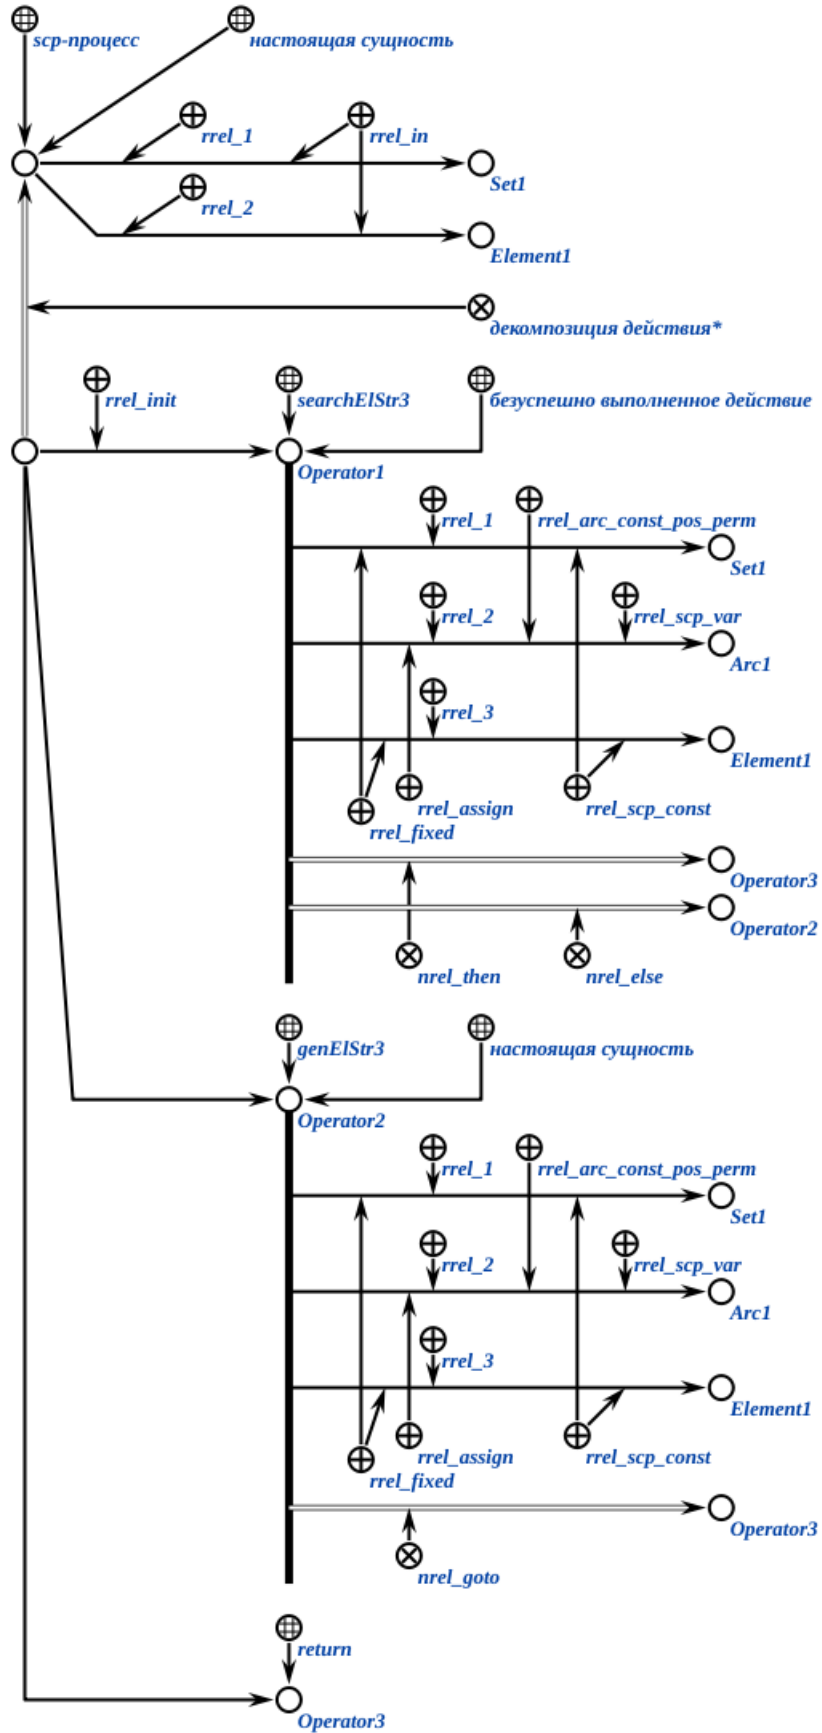 scp-процесс
настоящая сущность
rrel_1
rrel_in
Set1
rrel_2
Element1
декомпозиция действия*
rrel_init
searchElStr3
безуспешно выполненное действие
Operator1
rrel_1
rrel_arc_const_pos_perm
Set1
rrel_2
rrel_scp_var
Arc1
rrel_3
Element1
rrel_assign
rrel_scp_const
rrel_fixed
Operator3
Operator2
nrel_then
nrel_else
genElStr3
настоящая сущность
Operator2
rrel_1
rrel_arc_const_pos_perm
Set1
rrel_2
rrel_scp_var
Arc1
rrel_3
Element1
rrel_assign
rrel_scp_const
rrel_fixed
Operator3
nrel_goto
return
Operator3